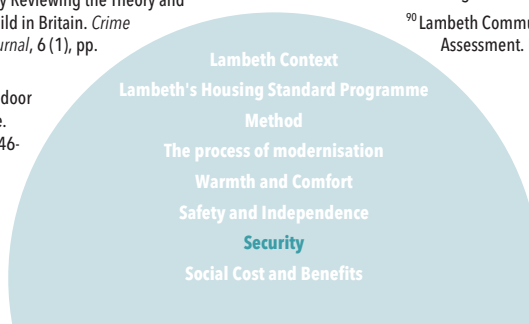 y Reviewing the Theory and
ild in Britain. Crime
urnal, 6 (1), pp.
door
e.
46-
90 Lambeth Commu
Assessment.
Lambeth Context
Lambeth's Housing Standard Programme
Method
The process of modernisation
Warmth and Comfort
Safety and Independence
Security
Social Cost and Benefits